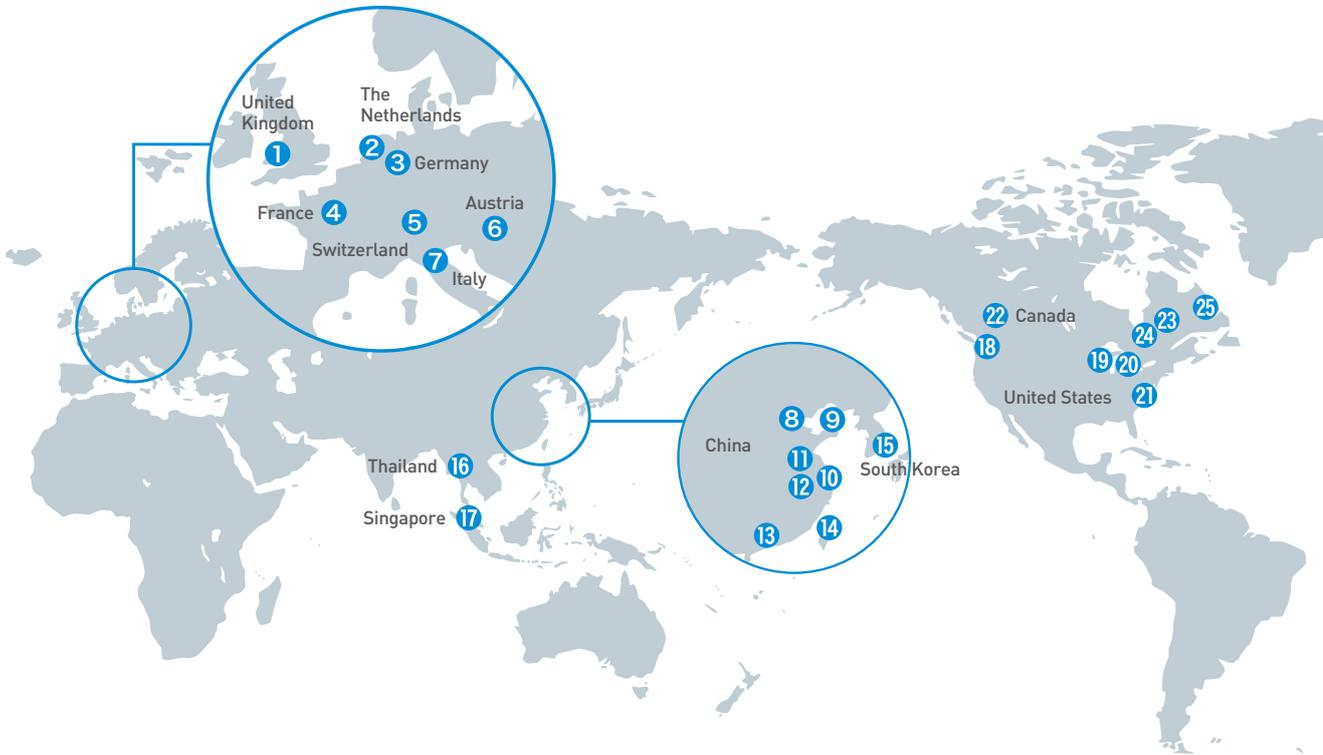 United
Kingdom
1
The
Netherlands
2
3 Germany
France 4
5
Switzerland
Austria
6
7
Italy
8
9
China
11
12
10
15
South Korea
13
14
Thailand 16
Singapore 17
22 Canada
18
25
23
24
19
20
United States 21